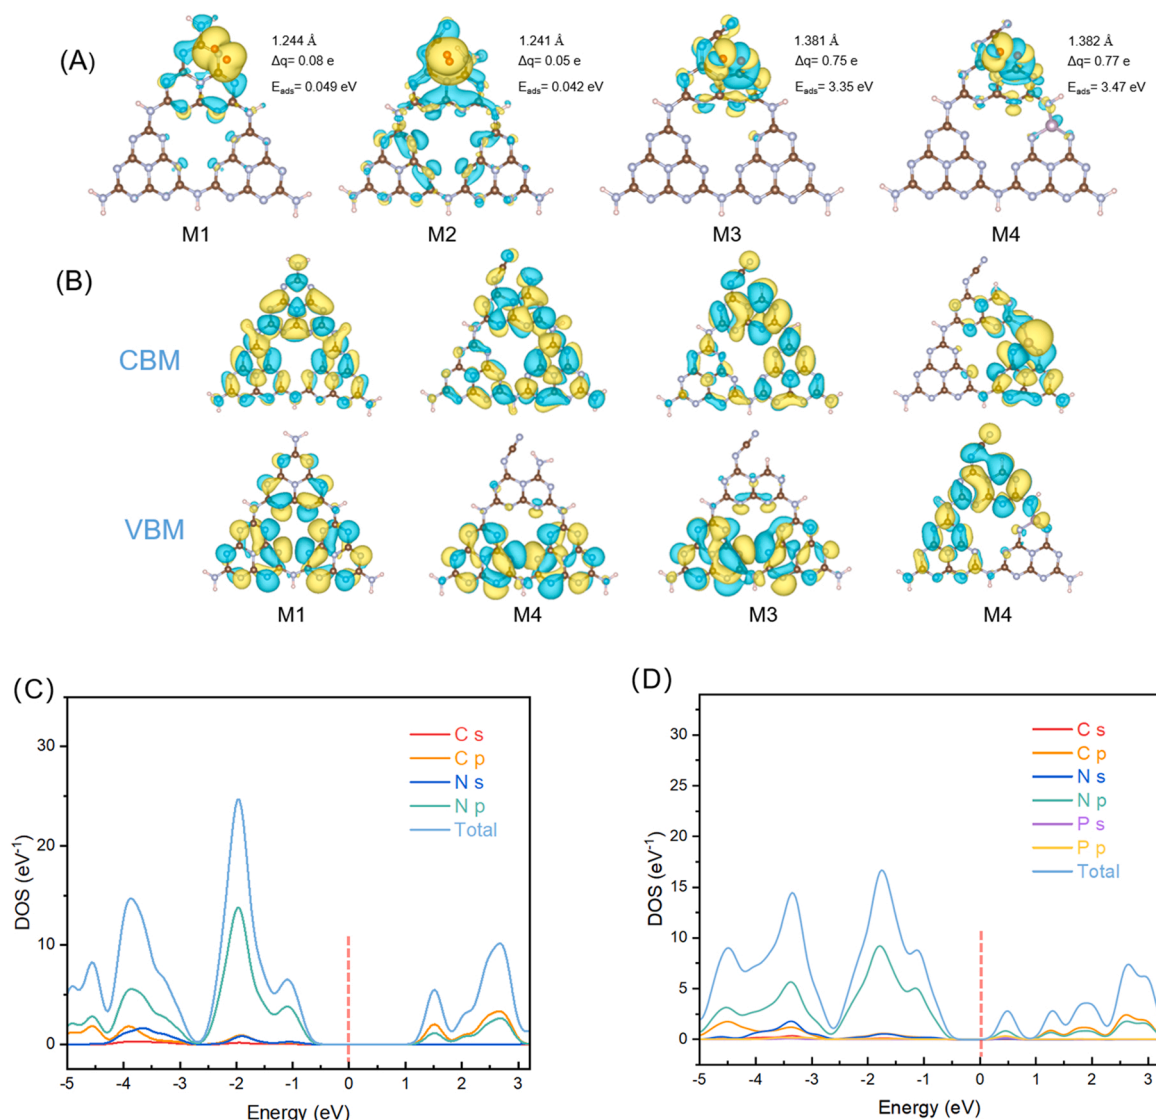 (A)
1.244 Å
Δq= 0.08 e
E_ads= 0.049 eV
1.241 Å
Δq= 0.05 e
E_ads= 0.042 eV
1.381 Å
Δq= 0.75 e
E_ads= 3.35 eV
1.382 Å
Δq= 0.77 e
E_ads= 3.47 eV
M1 M2 M3 M4
(B)
CBM
VBM
M1 M4 M3 M4
(C)
C s
C p
N s
N p
Total
30
20
10
0
DOS (eV⁻¹)
-5 -4 -3 -2 -1 0 1 2 3
Energy (eV)
(D)
C s
C p
N s
N p
P s
P p
Total
30
25
20
15
10
5
0
DOS (eV⁻¹)
-5 -4 -3 -2 -1 0 1 2 3
Energy (eV)